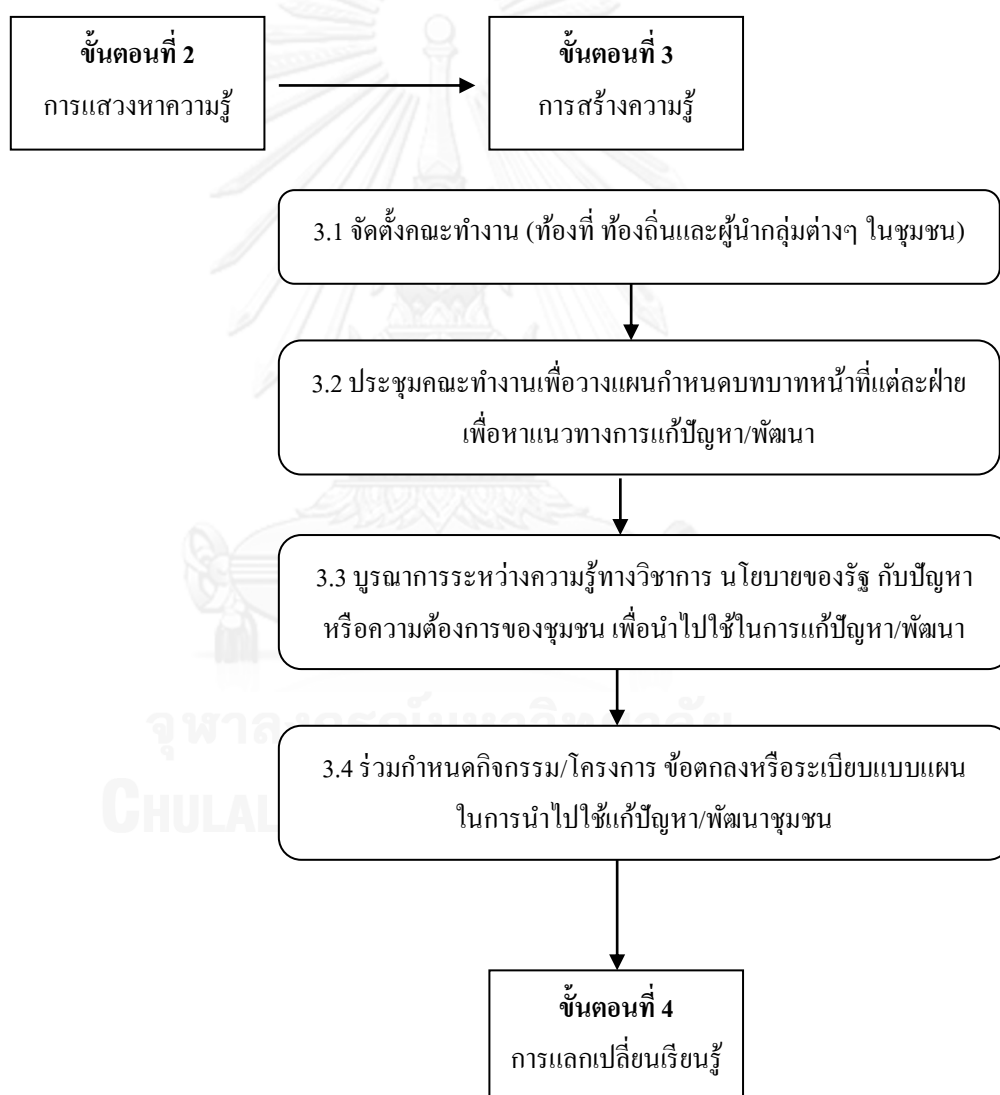 ขั้นตอนที่ 2
การแสวงหาความรู้
ขั้นตอนที่ 3
การสร้างความรู้
3.1 จัดตั้งคณะทำงาน (ท้องที่ ท้องถิ่นและผู้นำกลุ่มต่างๆ ในชุมชน)
3.2 ประชุมคณะทำงานเพื่อวางแผนกำหนดบทบาทหน้าที่แต่ละฝ่าย
เพื่อหาแนวทางการแก้ปัญหา/พัฒนา
3.3 บูรณาการระหว่างความรู้ทางวิชาการ นโยบายของรัฐ กับปัญหา
หรือความต้องการของชุมชน เพื่อนำไปใช้ในการแก้ปัญหา/พัฒนา
3.4 ร่วมกำหนดกิจกรรม/โครงการ ข้อตกลงหรือระเบียบแบบแผน
ในการนำไปใช้แก้ปัญหา/พัฒนาชุมชน
ขั้นตอนที่ 4
การแลกเปลี่ยนเรียนรู้